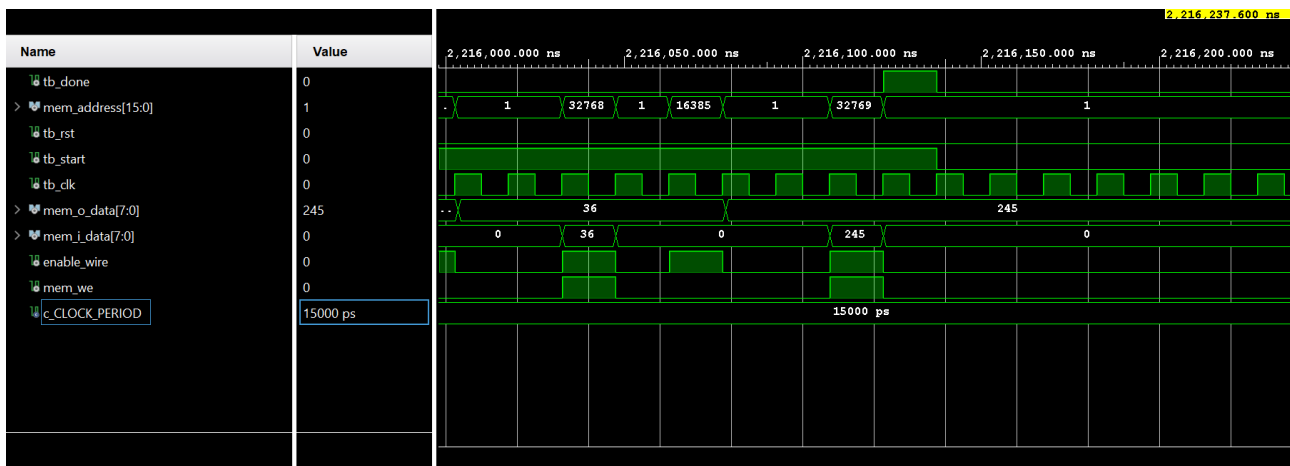 2,216,237.600 ns
Name Value
2,216,000.000 ns 2,216,050.000 ns 2,216,100.000 ns 2,216,150.000 ns 2,216,200.000 ns
tb_done 0
mem_address[15:0] 1 1 32768 1 16385 1 32769 1
tb_rst 0
tb_start 0
tb_clk 0
mem_o_data[7:0] 245 36 245
mem_i_data[7:0] 0 0 36 0 245 0
enable_wire 0
mem_we 0
c_CLOCK_PERIOD 15000 ps 15000 ps